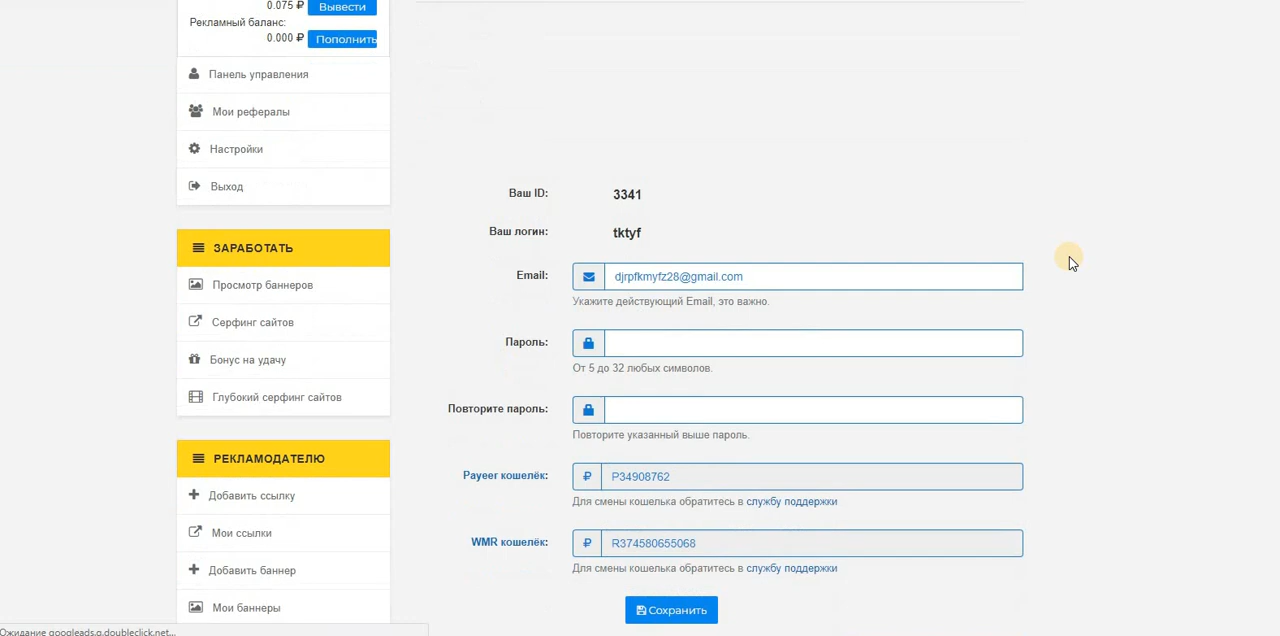 0.075 ₽ Вывести
Рекламный баланс:
0.000 ₽ Пополнить
Панель управления
Мои рефералы
Настройки
Выход
ЗАРАБОТАТЬ
Просмотр баннеров
Серфинг сайтов
Бонус на удачу
Глубокий серфинг сайтов
РЕКЛАМОДАТЕЛЮ
Добавить ссылку
Мои ссылки
Добавить баннер
Мои баннеры
Ваш ID: 3341
Ваш логин: tktyf
Email: djrpfkmyfz28@gmail.com
Укажите действующий Email, это важно.
Пароль:
От 5 до 32 любых символов.
Повторите пароль:
Повторите указанный выше пароль.
Payeer кошелёк: ₽ P34908762
Для смены кошелька обратитесь в службу поддержки
WMR кошелёк: ₽ R374580655068
Для смены кошелька обратитесь в службу поддержки
Сохранить
Ожидание googleads.g.doubleclick.net...